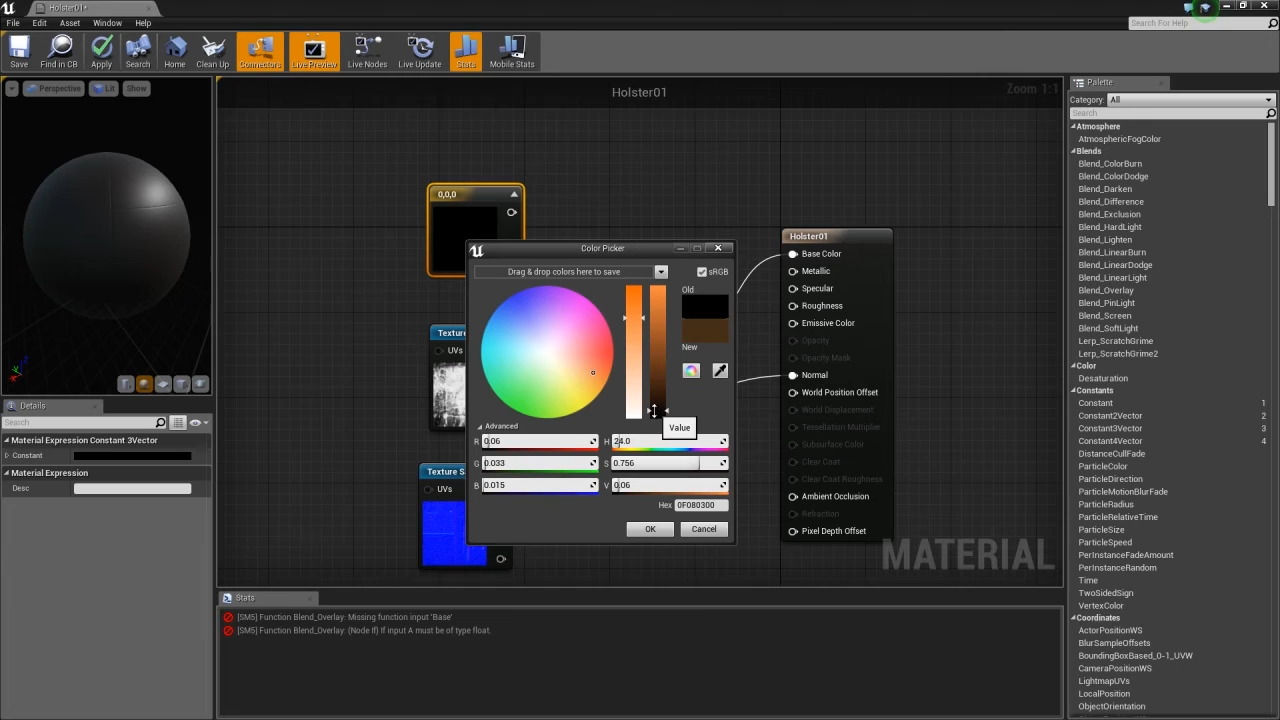 Holster01*
File Edit Asset Window Help
Search For Help
Save Find in CB Apply Search Home Clean Up Connectors Live Preview Live Nodes Live Update Stats Mobile Stats
Perspective Lit Show
Holster01
Zoom 1:1
Palette
Category: All
Search
Atmosphere
AtmosphericFogColor
Blends
Blend_ColorBurn
Blend_ColorDodge
Blend_Darken
Blend_Difference
Blend_Exclusion
Blend_HardLight
Blend_Lighten
Blend_LinearBurn
Blend_LinearDodge
Blend_LinearLight
Blend_Overlay
Blend_PinLight
Blend_Screen
Blend_SoftLight
Lerp_ScratchGrime
Lerp_ScratchGrime2
Color
Desaturation
Constants
Constant 1
Constant2Vector 2
Constant3Vector 3
Constant4Vector 4
DistanceCullFade
ParticleColor
ParticleDirection
ParticleMotionBlurFade
ParticleRadius
ParticleRelativeTime
ParticleSize
ParticleSpeed
PerInstanceFadeAmount
PerInstanceRandom
Time
TwoSidedSign
VertexColor
Coordinates
ActorPositionWS
BlurSampleOffsets
BoundingBoxBased_0-1_UVW
CameraPositionWS
LightmapUVs
LocalPosition
ObjectOrientation
0,0,0
Texture
UVs
Texture S
UVs
Color Picker
Drag & drop colors here to save
sRGB
Old
New
Value
Advanced
R 0.06 H 24.0
G 0.033 S 0.756
B 0.015 V 0.06
Hex 0F080300
OK Cancel
Holster01
Base Color
Metallic
Specular
Roughness
Emissive Color
Opacity
Opacity Mask
Normal
World Position Offset
World Displacement
Tessellation Multiplier
Subsurface Color
Clear Coat
Clear Coat Roughness
Ambient Occlusion
Refraction
Pixel Depth Offset
MATERIAL
Details
Search
Material Expression Constant 3Vector
Constant
Material Expression
Desc
Stats
[SM5] Function Blend_Overlay: Missing function input 'Base'
[SM5] Function Blend_Overlay: (Node If) If input A must be of type float.